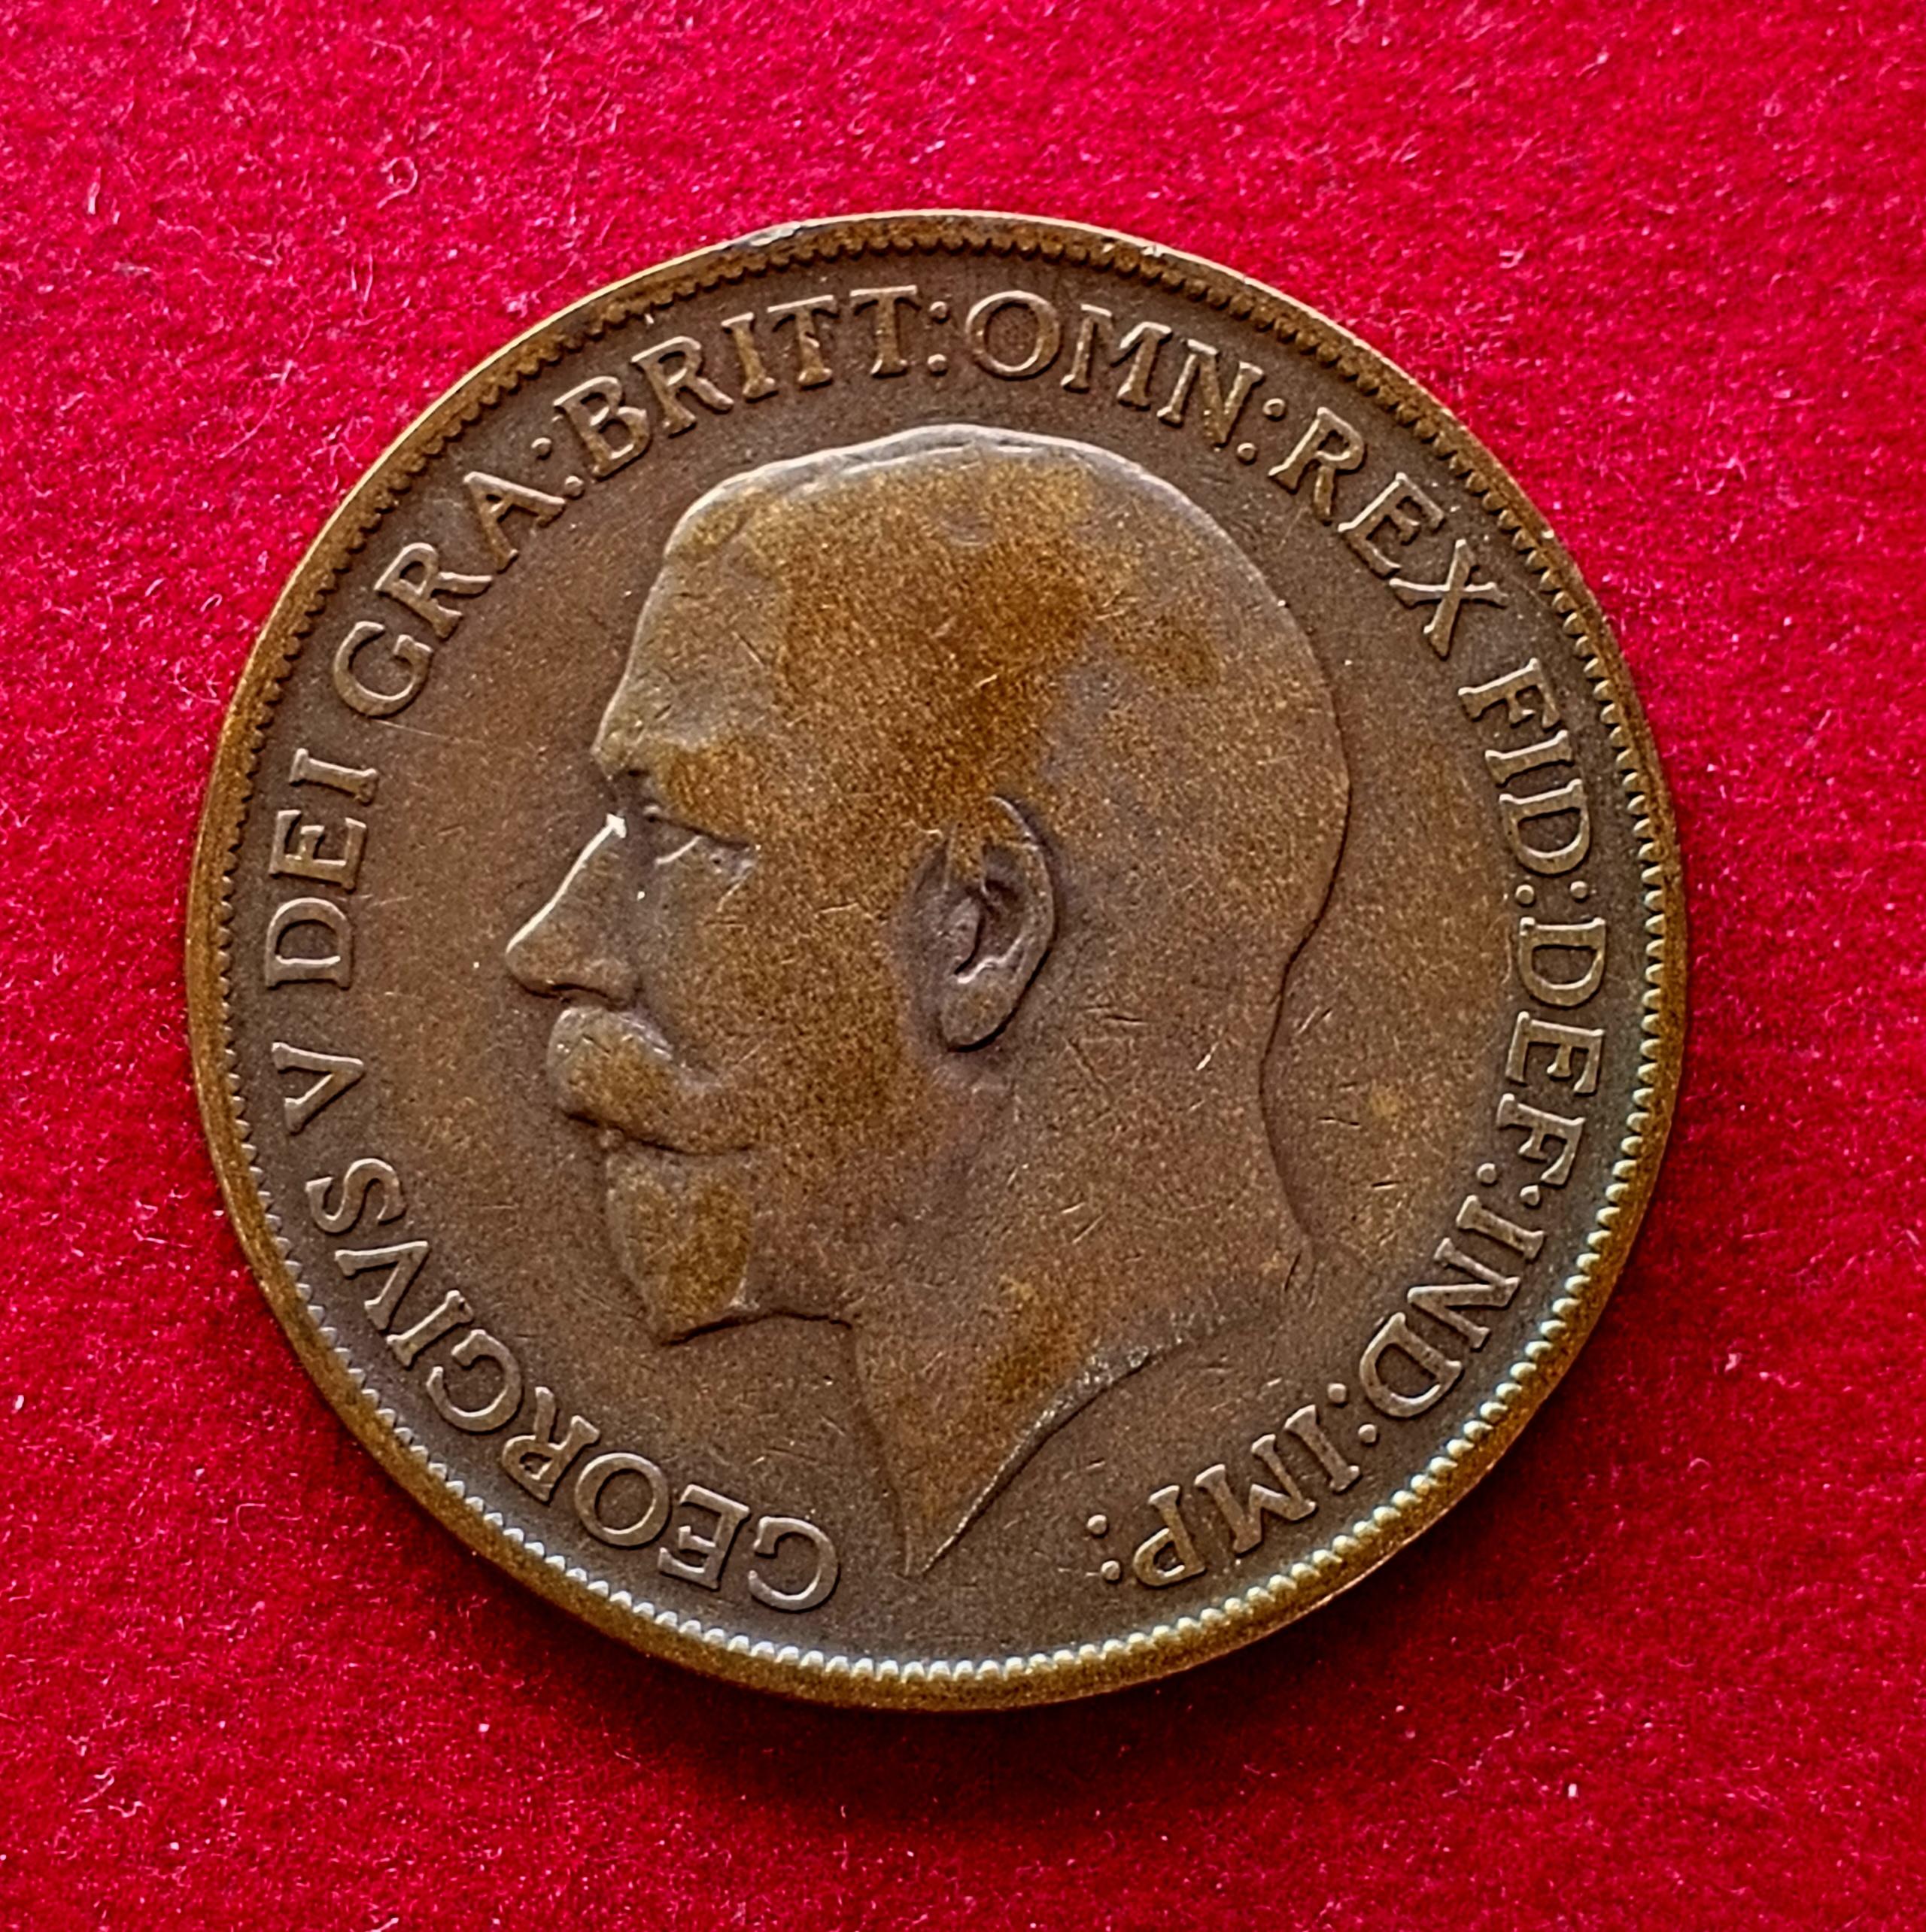 GEORGIVS V DEI GRA:BRITT:OMN:REX FID:DEF:IND:IMP: